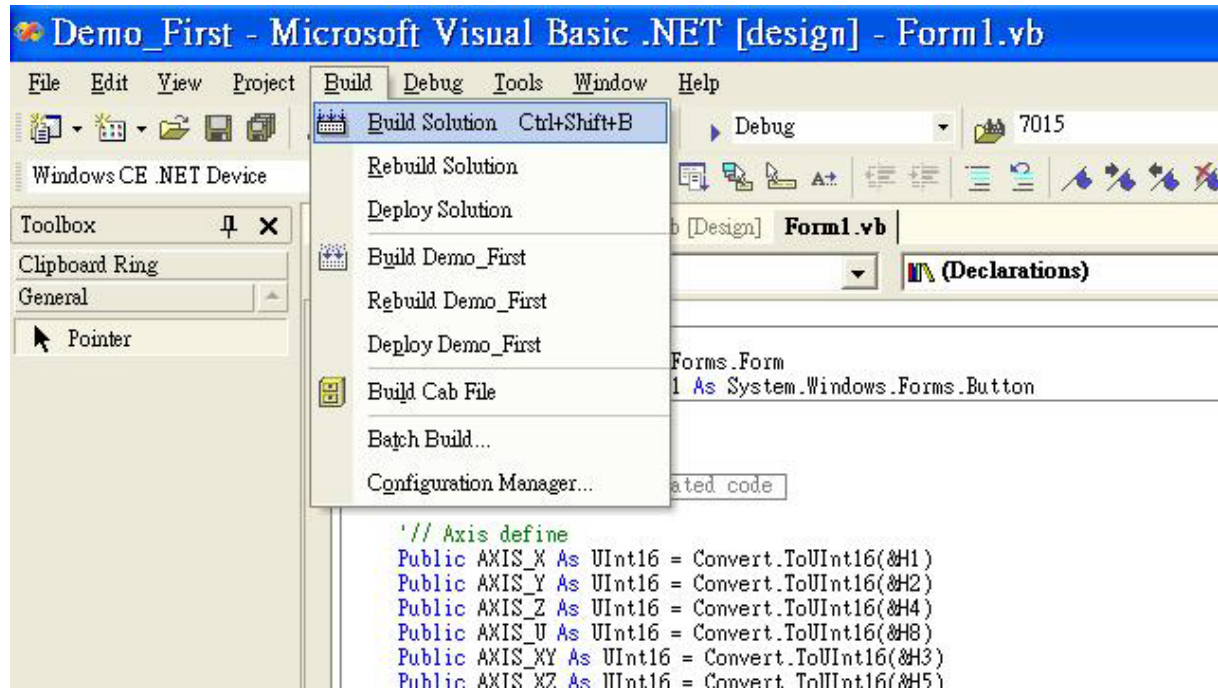 Demo_First - Microsoft Visual Basic .NET [design] - Form1.vb
File Edit View Project Build Debug Tools Window Help
Build Solution Ctrl+Shift+B
Debug
7015
Windows CE .NET Device
Rebuild Solution
Toolbox
Deploy Solution
[Design] Form1.vb
Clipboard Ring
Build Demo_First
(Declarations)
General
Rebuild Demo_First
Pointer
Deploy Demo_First
Forms.Form
1 As System.Windows.Forms.Button
Build Cab File
Batch Build...
Configuration Manager...
ated code
'// Axis define
Public AXIS_X As UInt16 = Convert.ToUInt16(&H1)
Public AXIS_Y As UInt16 = Convert.ToUInt16(&H2)
Public AXIS_Z As UInt16 = Convert.ToUInt16(&H4)
Public AXIS_U As UInt16 = Convert.ToUInt16(&H8)
Public AXIS_XY As UInt16 = Convert.ToUInt16(&H3)
Public AXIS_XZ As UInt16 = Convert.ToUInt16(&H5)